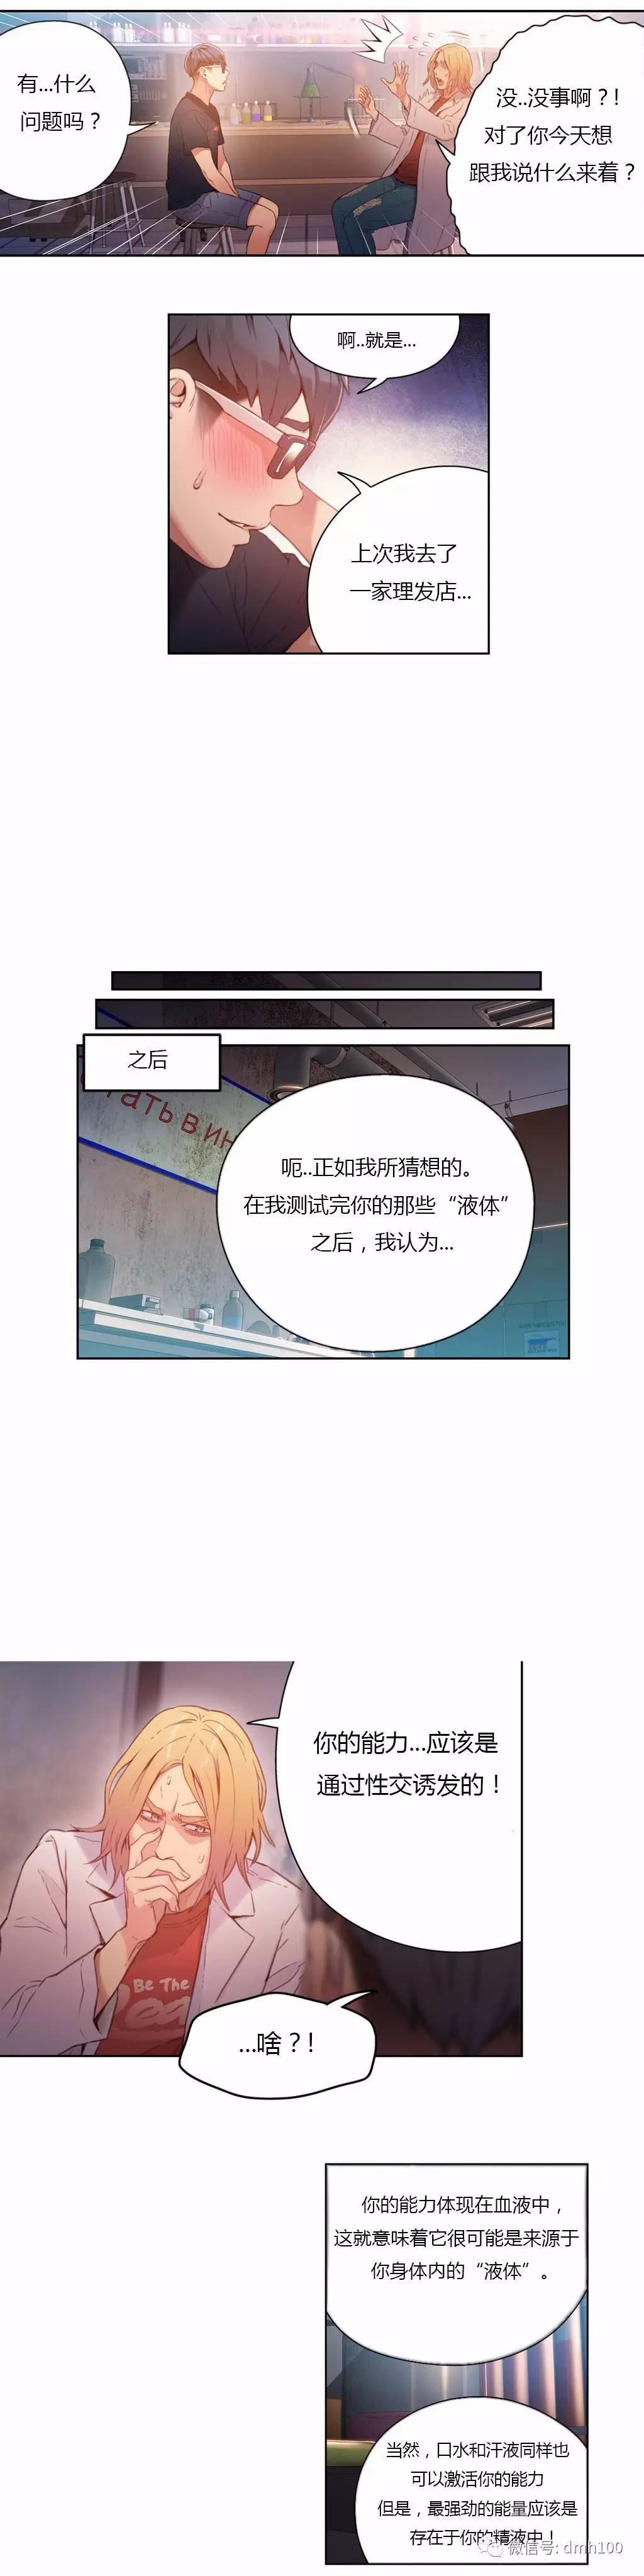 有...什么
问题吗？
没..没事啊？!
对了你今天想
跟我说什么来着？
啊..就是...
上次我去了
一家理发店...
之后
стать в ин
呃..正如我所猜想的。
在我测试完你的那些“液体”
之后，我认为...
你的能力...应该是
通过性交诱发的！
Be The
...啥？!
你的能力体现在血液中，
这就意味着它很可能是来源于
你身体内的“液体”。
当然，口水和汗液同样也
可以激活你的能力
但是，最强劲的能量应该是
存在于你的精液中！
微信号: dmh100